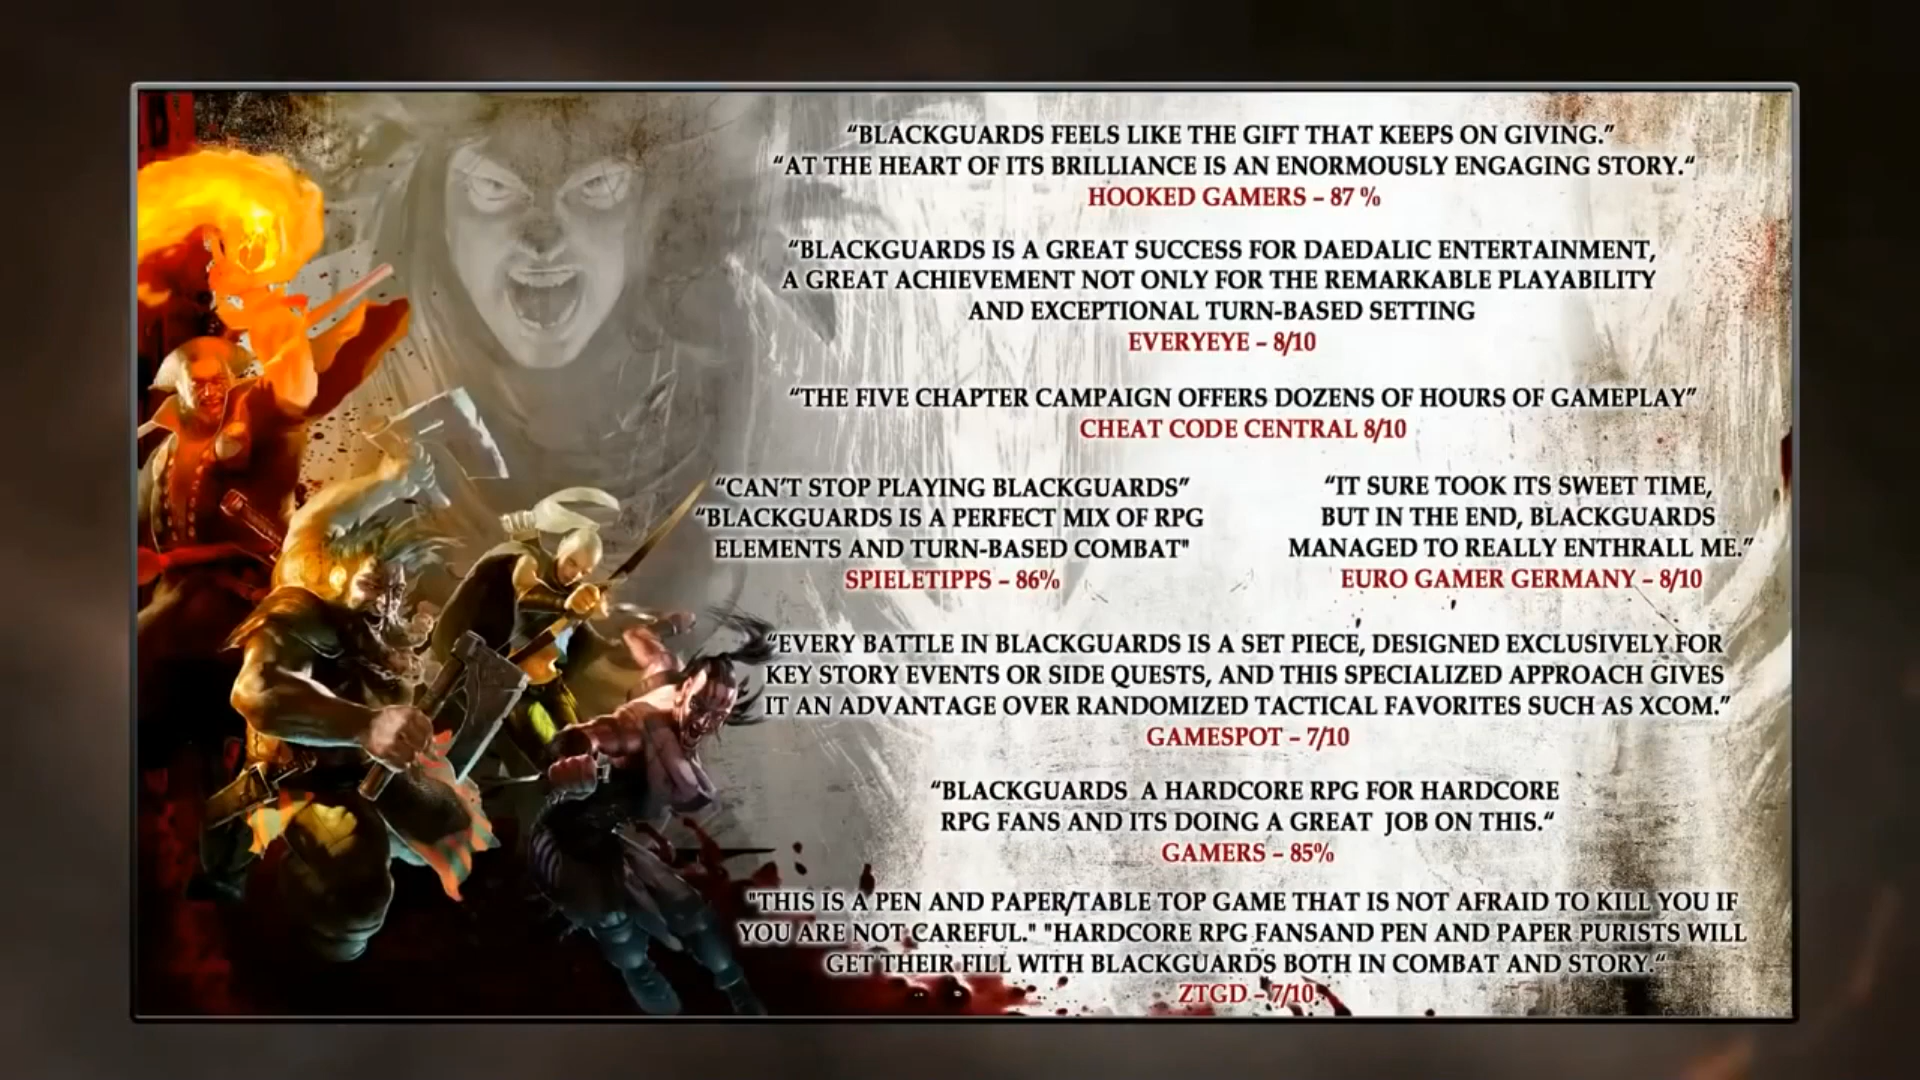 “BLACKGUARDS FEELS LIKE THE GIFT THAT KEEPS ON GIVING.”
“AT THE HEART OF ITS BRILLIANCE IS AN ENORMOUSLY ENGAGING STORY.“
HOOKED GAMERS – 87 %
“BLACKGUARDS IS A GREAT SUCCESS FOR DAEDALIC ENTERTAINMENT,
A GREAT ACHIEVEMENT NOT ONLY FOR THE REMARKABLE PLAYABILITY
AND EXCEPTIONAL TURN-BASED SETTING
EVERYEYE – 8/10
“THE FIVE CHAPTER CAMPAIGN OFFERS DOZENS OF HOURS OF GAMEPLAY”
CHEAT CODE CENTRAL 8/10
“CAN’T STOP PLAYING BLACKGUARDS”
“BLACKGUARDS IS A PERFECT MIX OF RPG
ELEMENTS AND TURN-BASED COMBAT"
SPIELETIPPS – 86%
“IT SURE TOOK ITS SWEET TIME,
BUT IN THE END, BLACKGUARDS
MANAGED TO REALLY ENTHRALL ME.”
EURO GAMER GERMANY – 8/10
“EVERY BATTLE IN BLACKGUARDS IS A SET PIECE, DESIGNED EXCLUSIVELY FOR
KEY STORY EVENTS OR SIDE QUESTS, AND THIS SPECIALIZED APPROACH GIVES
IT AN ADVANTAGE OVER RANDOMIZED TACTICAL FAVORITES SUCH AS XCOM.”
GAMESPOT – 7/10
“BLACKGUARDS  A HARDCORE RPG FOR HARDCORE
RPG FANS AND ITS DOING A GREAT  JOB ON THIS.“
GAMERS – 85%
"THIS IS A PEN AND PAPER/TABLE TOP GAME THAT IS NOT AFRAID TO KILL YOU IF
YOU ARE NOT CAREFUL." "HARDCORE RPG FANSAND PEN AND PAPER PURISTS WILL
GET THEIR FILL WITH BLACKGUARDS BOTH IN COMBAT AND STORY.“
ZTGD – 7/10